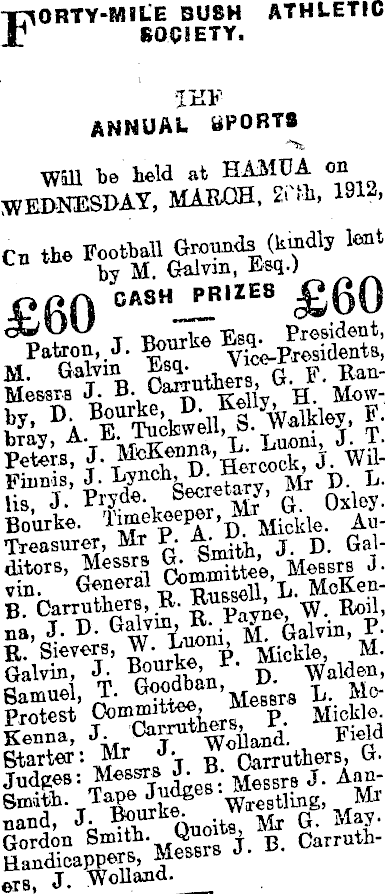 FORTY-MILE BUSH ATHLETIC
SOCIETY.
THE
ANNUAL SPORTS
Will be held at HAMUA on
WEDNESDAY, MARCH, 20th, 1912,
On the Football Grounds (kindly lent
by M. Galvin, Esq.)
£60 CASH PRIZES £60
Patron, J. Bourke Esq. President,
M. Galvin Esq. Vice-Presidents,
Messrs J. B. Carruthers, G. F. Ran-
by, D. Bourke, D. Kelly, H. Mow-
bray, A. E. Tuckwell, S. Walkley, F.
Peters, J. McKenna, L. Luoni, J. T.
Finnis, J. Lynch, D. Hercock, J. Wil-
lis, J. Pryde. Secretary, Mr D. L.
Bourke. Timekeeper, Mr G. Oxley.
Treasurer, Mr P. A. D. Mickle. Au-
ditors, Messrs G. Smith, J. D. Gal-
vin. General Committee, Messrs J.
B. Carruthers, R. Russell, L. McKen-
na, J. D. Galvin, R. Payne, W. Roil,
R. Sievers, W. Luoni, M. Galvin, P.
Galvin, J. Bourke, P. Mickle, M.
Samuel, T. Goodban, D. Walden,
Protest Committee, Messrs L. Mc-
Kenna, J. Carruthers, P. Mickle.
Starter: Mr J. Wolland. Field
Judges: Messrs J. B. Carruthers, G.
Smith. Tape Judges: Messrs J. Ann-
nand, J. Bourke. Wrestling, Mr
Gordon Smith. Quoits, Mr G. May.
Handicappers, Messrs J. B. Carruth-
ers, J. Wolland.